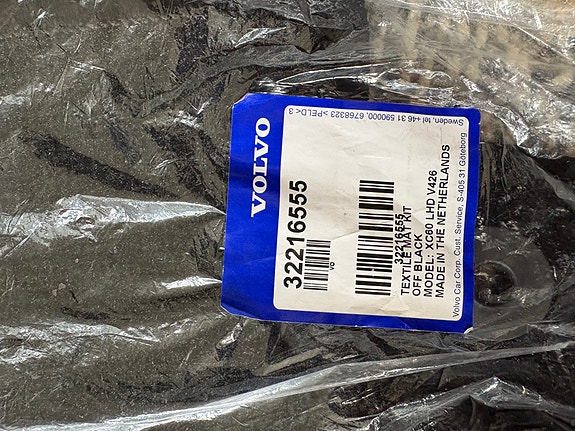 VOLVO
32216555
VO
32216555
TEXTILE MAT KIT
OFF BLACK
MODEL: XC60 LHD V426
MADE IN THE NETHERLANDS
Volvo Car Corp. Cust. Service, S-405 31 Göteborg
Sweden, tel +46 31 590000, 6768323 >PELD< 3